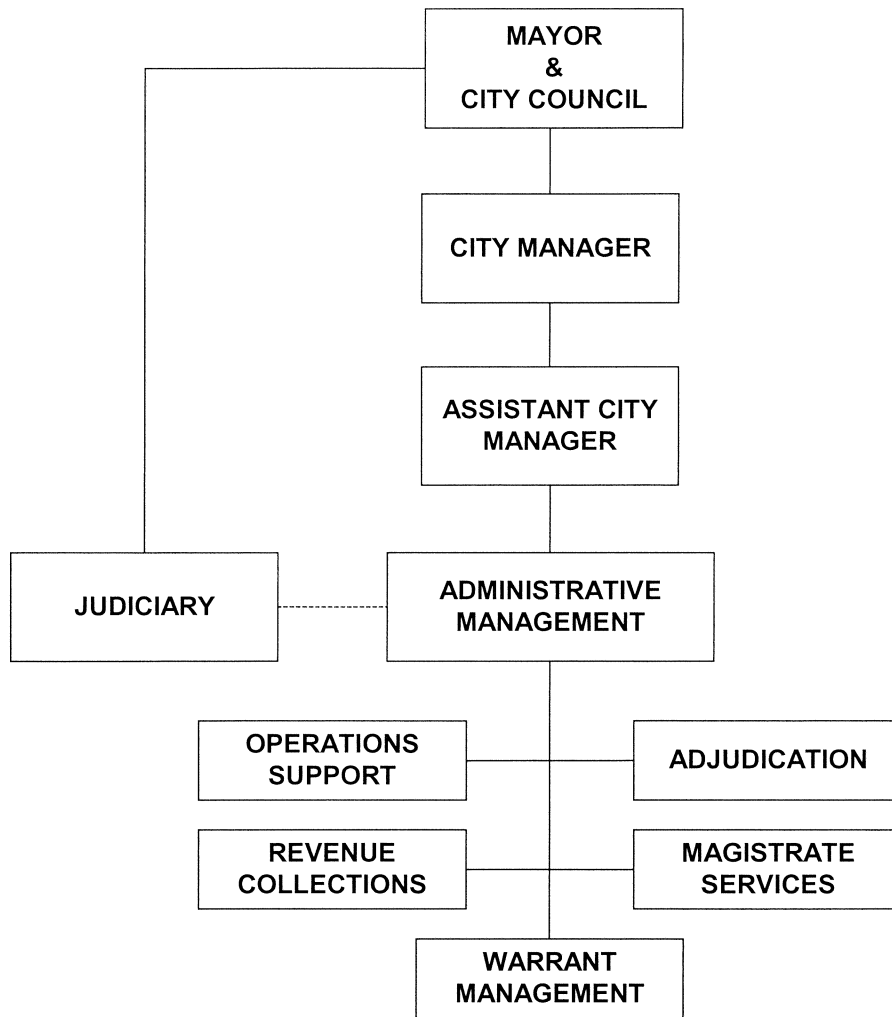 MAYOR
&
CITY COUNCIL
CITY MANAGER
ASSISTANT CITY
MANAGER
JUDICIARY
ADMINISTRATIVE
MANAGEMENT
OPERATIONS
SUPPORT
ADJUDICATION
REVENUE
COLLECTIONS
MAGISTRATE
SERVICES
WARRANT
MANAGEMENT